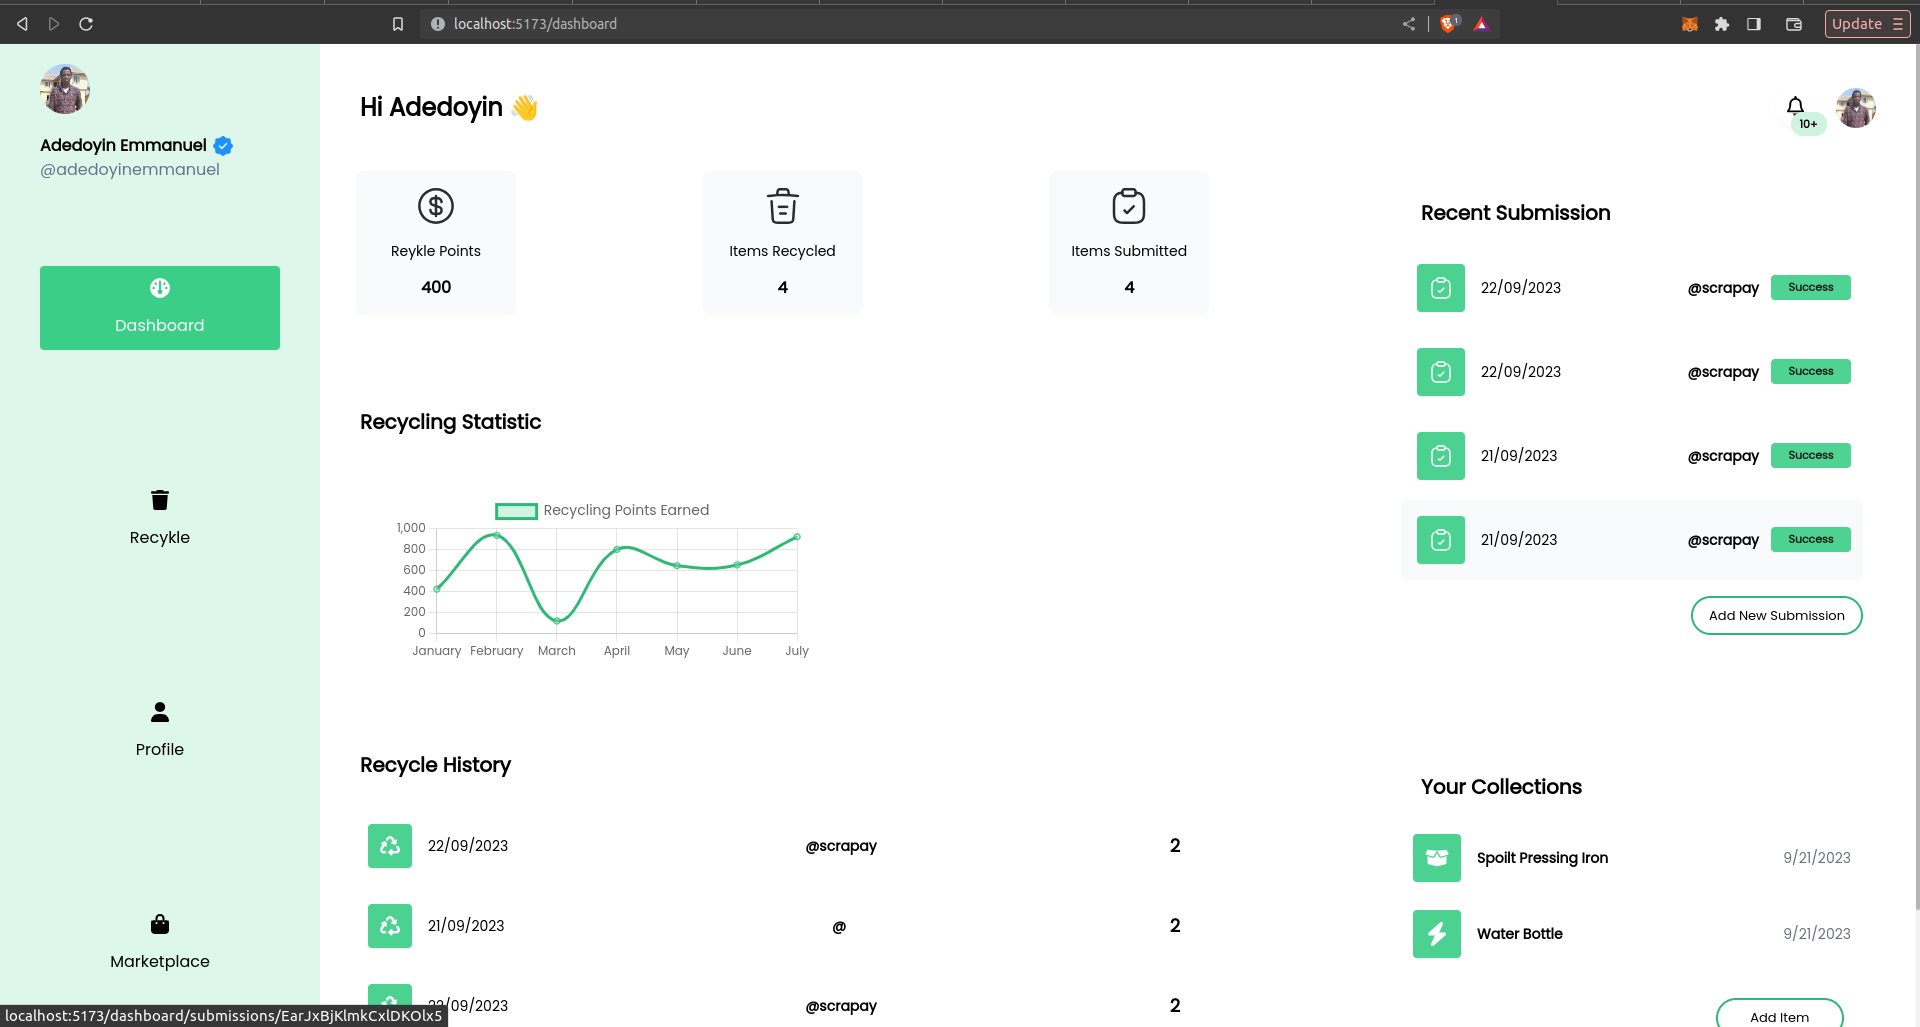 localhost:5173/dashboard
1
Update
Adedoyin Emmanuel
@adedoyinemmanuel
Dashboard
Recykle
Profile
Marketplace
Hi Adedoyin 👋
10+
Reykle Points
400
Items Recycled
4
Items Submitted
4
Recycling Statistic
Recycling Points Earned
1,000
800
600
400
200
0
January February March April May June July
Recycle History
22/09/2023 @scrapay 2
21/09/2023 @ 2
22/09/2023 @scrapay 2
Recent Submission
22/09/2023 @scrapay Success
22/09/2023 @scrapay Success
21/09/2023 @scrapay Success
21/09/2023 @scrapay Success
Add New Submission
Your Collections
Spoilt Pressing Iron 9/21/2023
Water Bottle 9/21/2023
Add Item
localhost:5173/dashboard/submissions/EarJxBjKlmkCxlDKOlx5